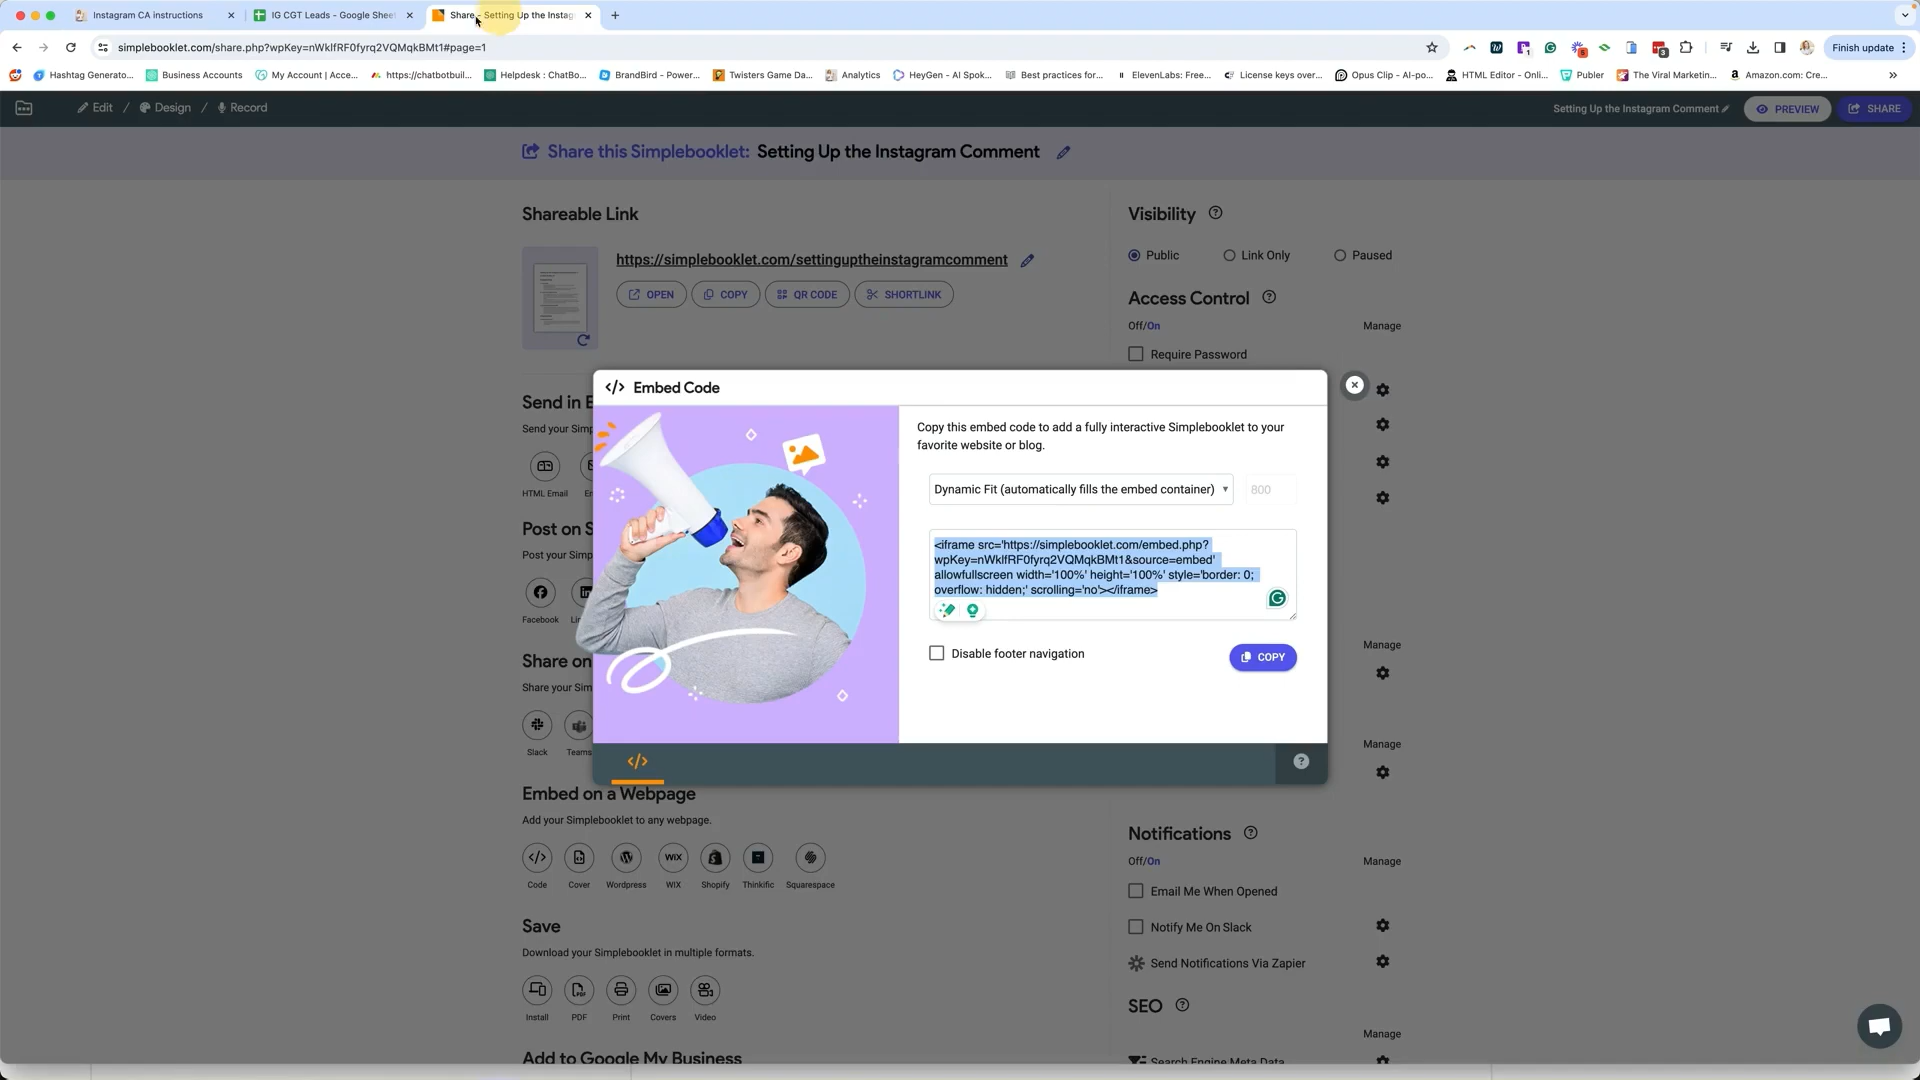 Instagram CA instructions
IG CGT Leads - Google Shee
Share - Setting Up the Instag
simplebooklet.com/share.php?wpKey=nWklfRF0fyrq2VQMqkBMt1#page=1
Finish update
Hashtag Generato...
Business Accounts
My Account | Acce...
https://chatbotbuil...
Helpdesk : ChatBo...
BrandBird - Power...
Twisters Game Da...
Analytics
HeyGen - AI Spok...
Best practices for...
ElevenLabs: Free...
License keys over...
Opus Clip - AI-po...
HTML Editor - Onli...
Publer
The Viral Marketin...
Amazon.com: Cre...
Edit / Design / Record
Setting Up the Instagram Comment
PREVIEW
SHARE
Share this Simplebooklet: Setting Up the Instagram Comment
Shareable Link
https://simplebooklet.com/settinguptheinstagramcomment
OPEN
COPY
QR CODE
SHORTLINK
Visibility
Public
Link Only
Paused
Access Control
Off/On
Manage
Require Password
Send in E
Send your Simp
HTML Email
Post on S
Post your Simp
Facebook
Share on
Share your Sim
Slack
Teams
Embed Code
Copy this embed code to add a fully interactive Simplebooklet to your
favorite website or blog.
Dynamic Fit (automatically fills the embed container)
800
<iframe src='https://simplebooklet.com/embed.php?
wpKey=nWklfRF0fyrq2VQMqkBMt1&source=embed'
allowfullscreen width='100%' height='100%' style='border: 0;
overflow: hidden;' scrolling='no'></iframe>
Disable footer navigation
COPY
Manage
Manage
Embed on a Webpage
Add your Simplebooklet to any webpage.
Code
Cover
Wordpress
WIX
WIX
Shopify
Thinkific
Squarespace
Save
Download your Simplebooklet in multiple formats.
Install
PDF
Print
Covers
Video
Add to Google My Business
Notifications
Off/On
Manage
Email Me When Opened
Notify Me On Slack
Send Notifications Via Zapier
SEO
Manage
Search Engine Meta Data